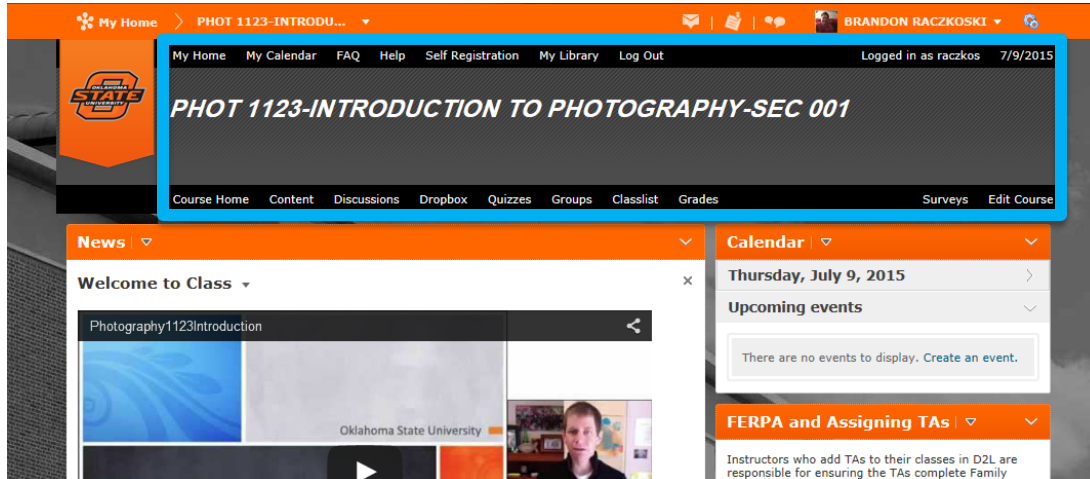 My Home PHOT 1123-INTRODU... BRANDON RACZKOSKI
My Home My Calendar FAQ Help Self Registration My Library Log Out Logged in as raczkos 7/9/2015
OKLAHOMA
STATE
UNIVERSITY
PHOT 1123-INTRODUCTION TO PHOTOGRAPHY-SEC 001
Course Home Content Discussions Dropbox Quizzes Groups Classlist Grades Surveys Edit Course
News
Welcome to Class
Photography1123Introduction
Oklahoma State University
Calendar
Thursday, July 9, 2015
Upcoming events
There are no events to display. Create an event.
FERPA and Assigning TAs
Instructors who add TAs to their classes in D2L are
responsible for ensuring the TAs complete Family